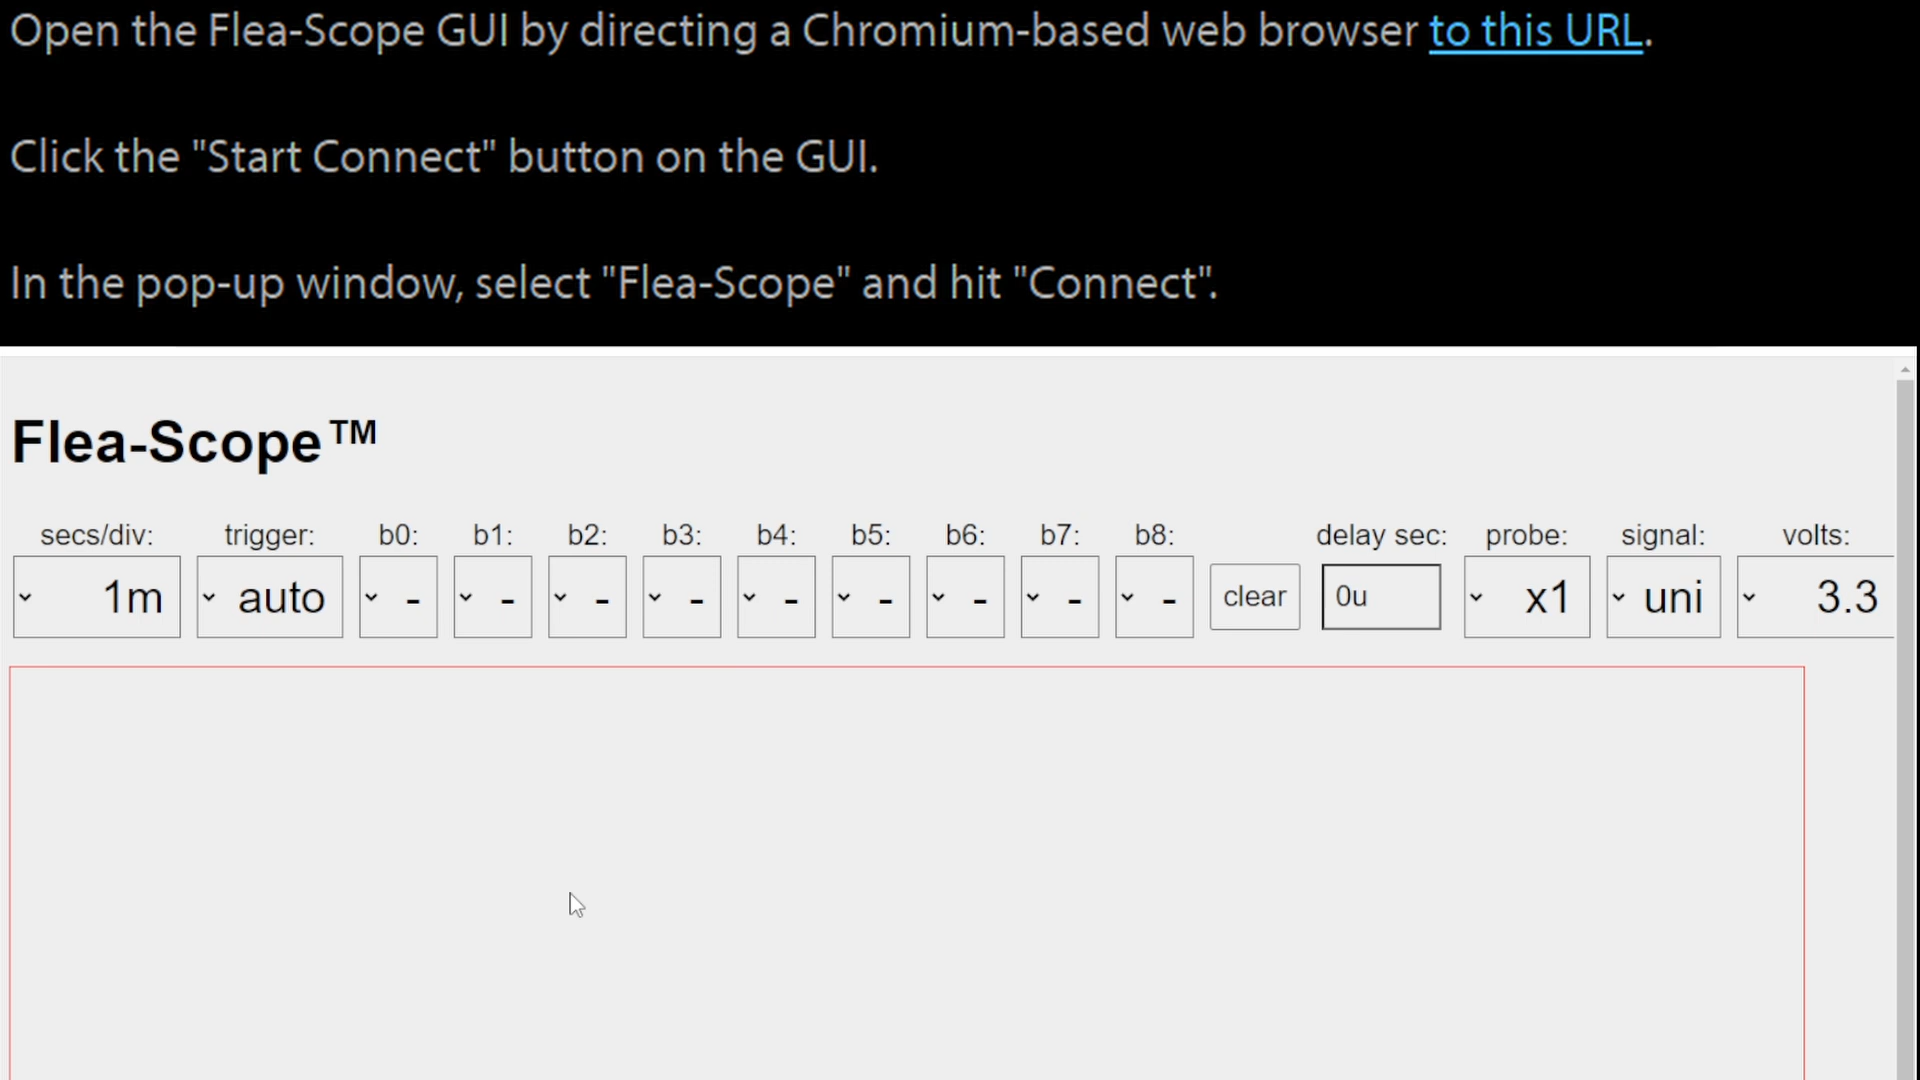 Open the Flea-Scope GUI by directing a Chromium-based web browser to this URL.
Click the "Start Connect" button on the GUI.
In the pop-up window, select "Flea-Scope" and hit "Connect".
Flea-Scope™
secs/div: trigger: b0: b1: b2: b3: b4: b5: b6: b7: b8: delay sec: probe: signal: volts:
1m auto - - - - - - - - - clear 0u x1 uni 3.3